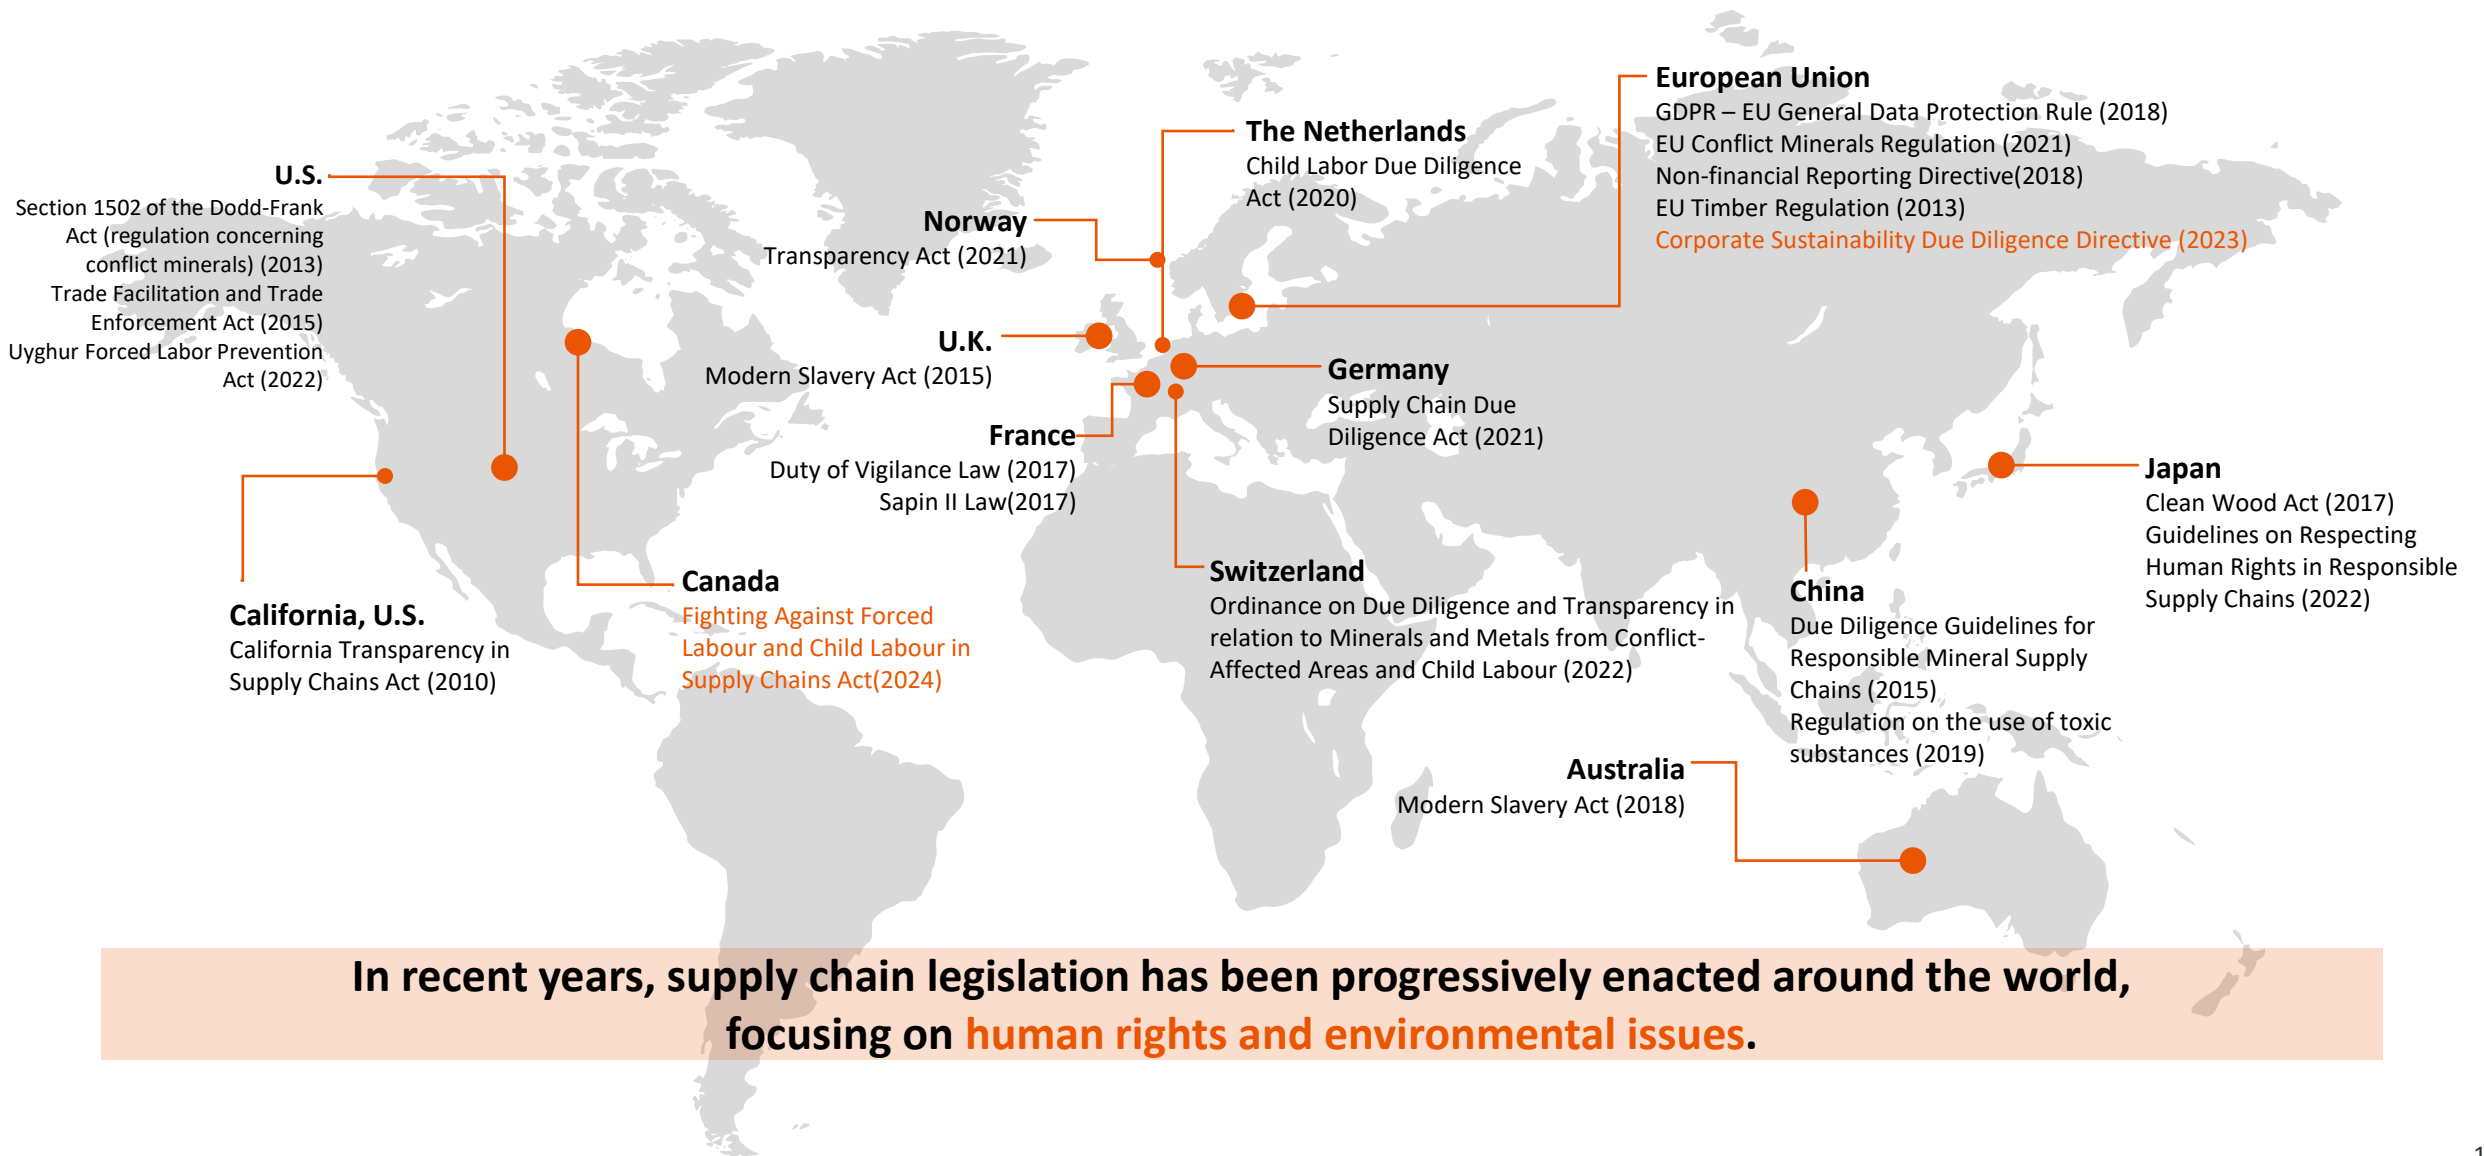 European Union
GDPR – EU General Data Protection Rule (2018)
EU Conflict Minerals Regulation (2021)
Non-financial Reporting Directive(2018)
EU Timber Regulation (2013)
Corporate Sustainability Due Diligence Directive (2023)
The Netherlands
Child Labor Due Diligence
Act (2020)
U.S.
Section 1502 of the Dodd-Frank
Act (regulation concerning
conflict minerals) (2013)
Trade Facilitation and Trade
Enforcement Act (2015)
Uyghur Forced Labor Prevention
Act (2022)
Norway
Transparency Act (2021)
U.K.
Modern Slavery Act (2015)
Germany
Supply Chain Due
Diligence Act (2021)
France
Duty of Vigilance Law (2017)
Sapin II Law(2017)
Japan
Clean Wood Act (2017)
Guidelines on Respecting
Human Rights in Responsible
Supply Chains (2022)
Switzerland
Ordinance on Due Diligence and Transparency in
relation to Minerals and Metals from Conflict-
Affected Areas and Child Labour (2022)
Canada
Fighting Against Forced
Labour and Child Labour in
Supply Chains Act(2024)
China
Due Diligence Guidelines for
Responsible Mineral Supply
Chains (2015)
Regulation on the use of toxic
substances (2019)
California, U.S.
California Transparency in
Supply Chains Act (2010)
Australia
Modern Slavery Act (2018)
In recent years, supply chain legislation has been progressively enacted around the world,
focusing on human rights and environmental issues.
1